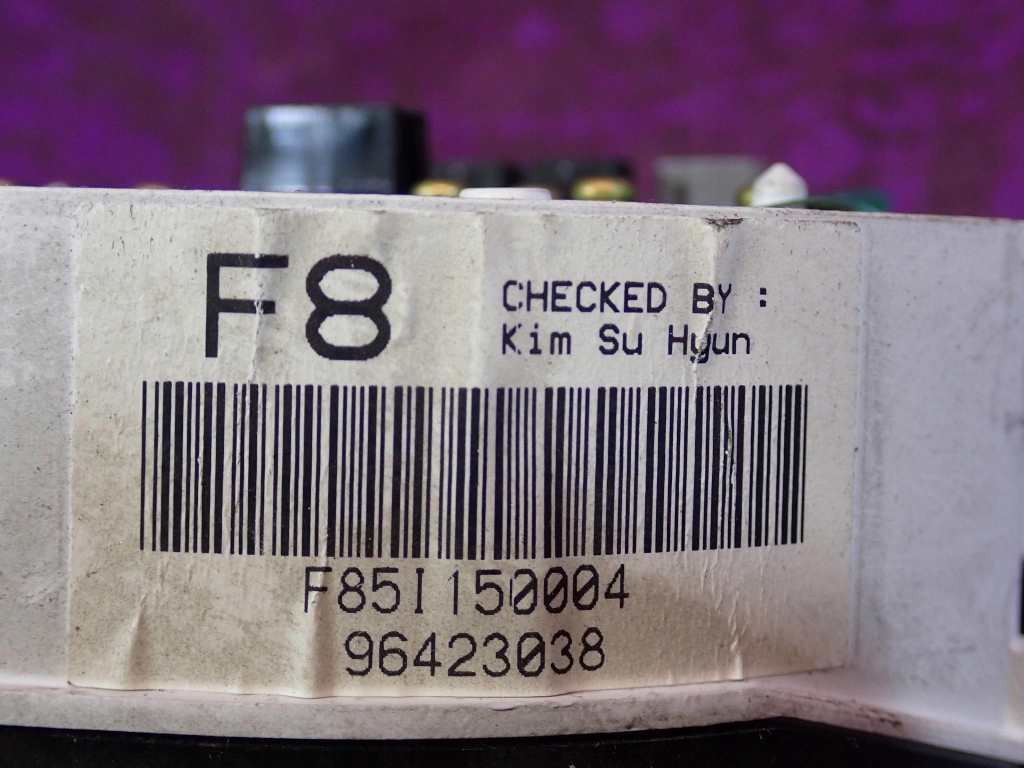 F8
CHECKED BY :
Kim Su Hyun
F85I150004
96423038